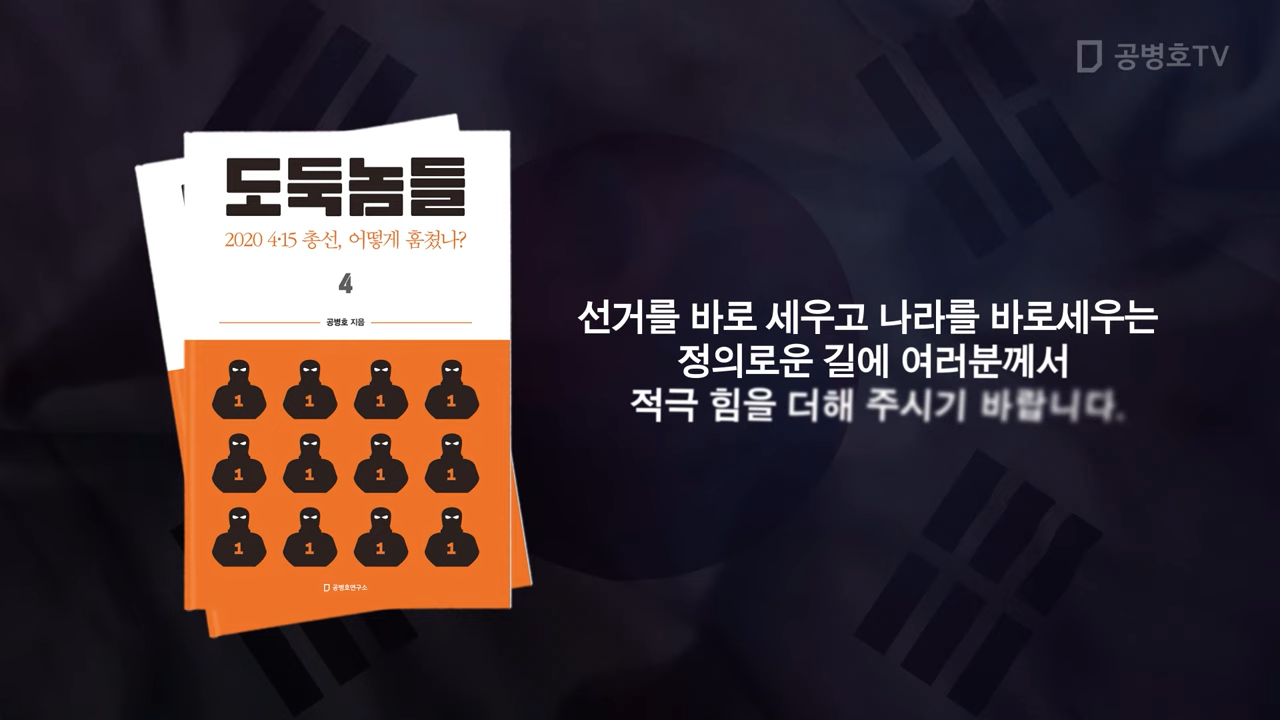 공병호TV
도둑놈들
2020 4·15 총선, 어떻게 훔쳤나?
4
공병호 지음
1 1 1 1
1 1 1 1
1 1 1 1
공병호연구소
선거를 바로 세우고 나라를 바로세우는
정의로운 길에 여러분께서
적극 힘을 더해 주시기 바랍니다.